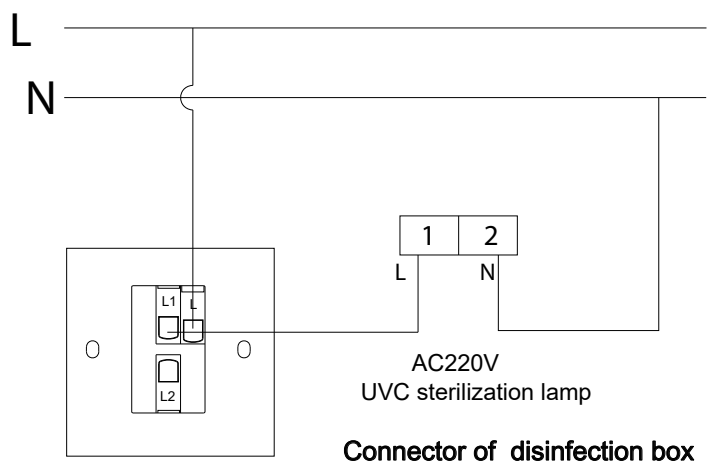 L
N
1 2
L N
L1 L
L2
AC220V
UVC sterilization lamp
Connector of disinfection box